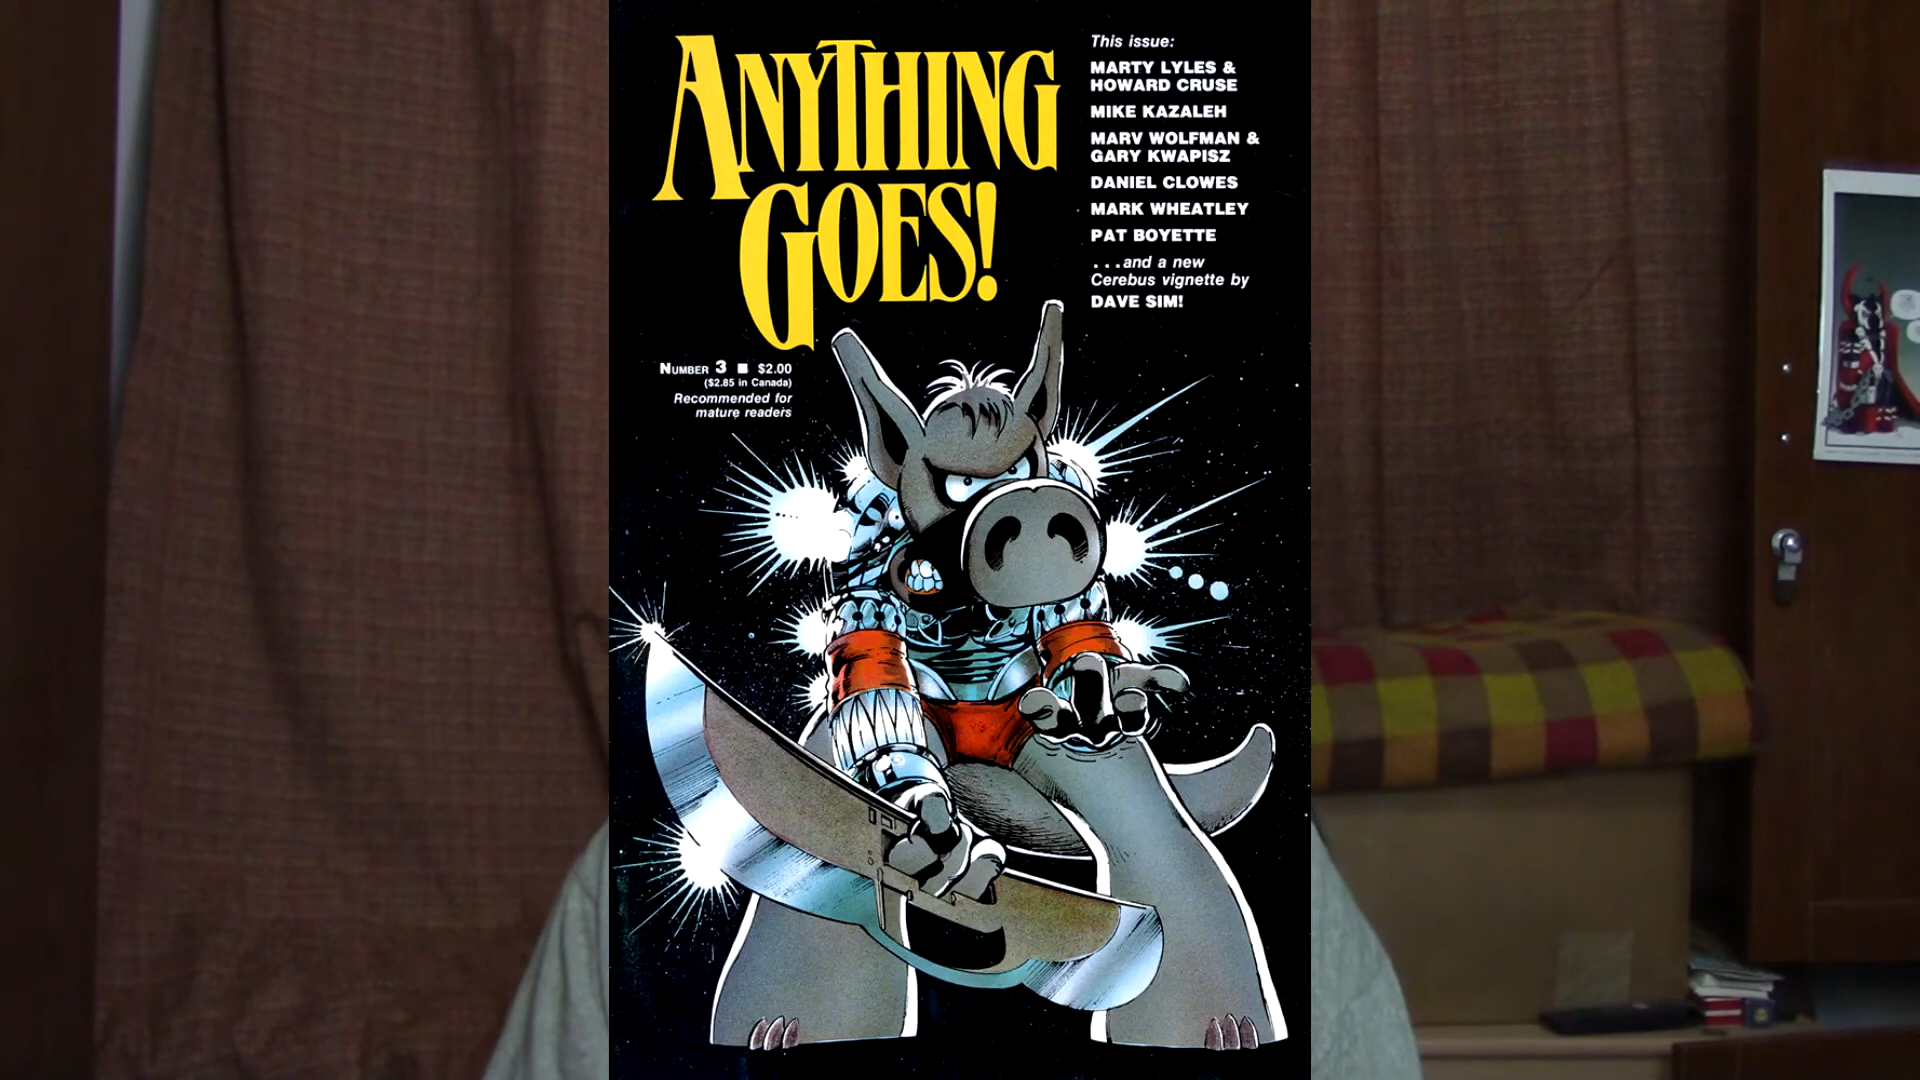 ANYTHING
GOES!
This issue:
MARTY LYLES &
HOWARD CRUSE
MIKE KAZALEH
MARV WOLFMAN &
GARY KWAPISZ
DANIEL CLOWES
MARK WHEATLEY
PAT BOYETTE
...and a new
Cerebus vignette by
DAVE SIM!
NUMBER 3 ■ $2.00
($2.85 in Canada)
Recommended for
mature readers